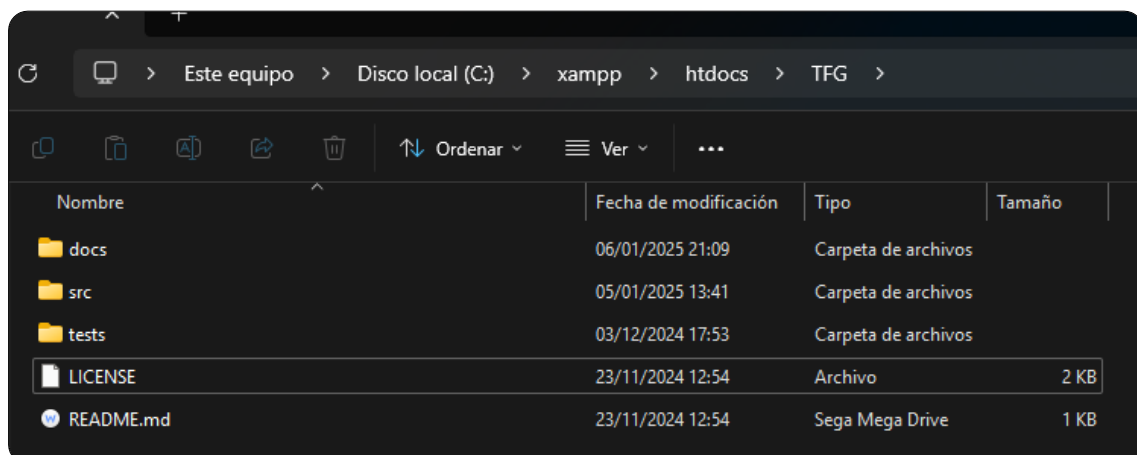 Este equipo > Disco local (C:) > xampp > htdocs > TFG >
Ordenar Ver ...
Nombre Fecha de modificación Tipo Tamaño
docs 06/01/2025 21:09 Carpeta de archivos
src 05/01/2025 13:41 Carpeta de archivos
tests 03/12/2024 17:53 Carpeta de archivos
LICENSE 23/11/2024 12:54 Archivo 2 KB
README.md 23/11/2024 12:54 Sega Mega Drive 1 KB